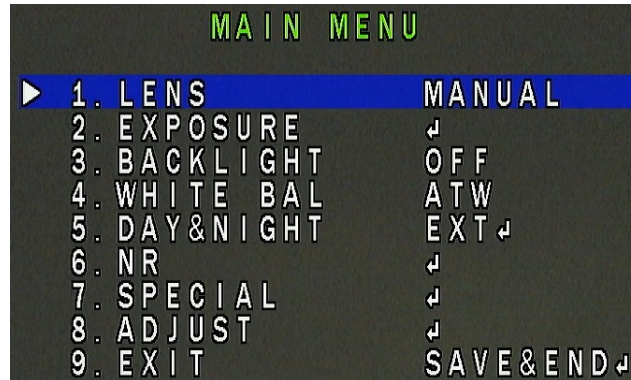 MAIN MENU
1. LENS MANUAL
2. EXPOSURE ↲
3. BACKLIGHT OFF
4. WHITE BAL ATW
5. DAY&NIGHT EXT↲
6. NR ↲
7. SPECIAL ↲
8. ADJUST ↲
9. EXIT SAVE&END↲